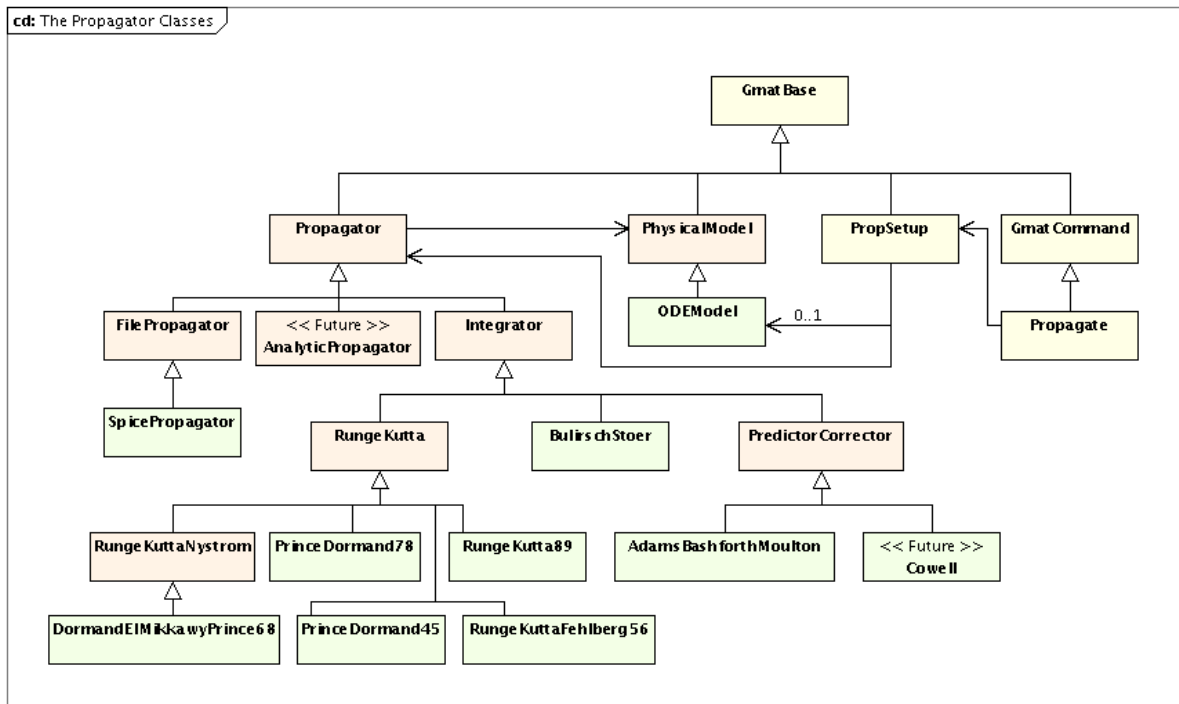 cd: The Propagator Classes
GmatBase
Propagator
PhysicalModel
PropSetup
GmatCommand
FilePropagator
<< Future >>
AnalyticPropagator
Integrator
ODEModel
0..1
Propagate
SpicePropagator
RungeKutta
BulirschStoer
PredictorCorrector
RungeKuttaNystrom
PrinceDormand78
RungeKutta89
AdamsBashforthMoulton
<< Future >>
Cowell
DormandElMikkawyPrince68
PrinceDormand45
RungeKuttaFehlberg56